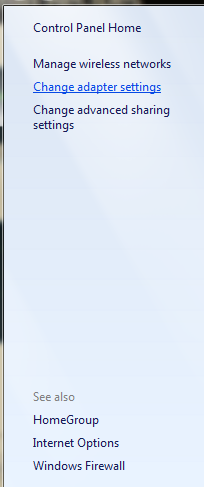 Control Panel Home
Manage wireless networks
Change adapter settings
Change advanced sharing
settings
See also
HomeGroup
Internet Options
Windows Firewall